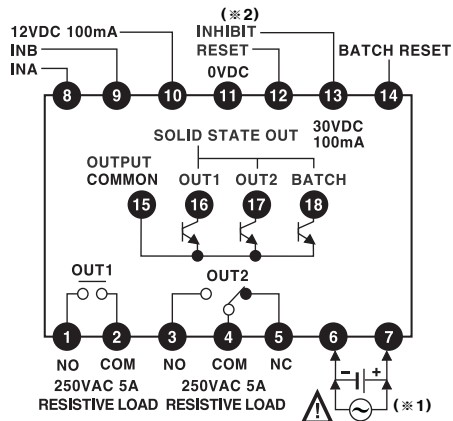 (※2)
12VDC 100mA INHIBIT
INB RESET BATCH RESET
INA 0VDC
8 9 10 11 12 13 14
SOLID STATE OUT 30VDC
100mA
OUTPUT
COMMON OUT1 OUT2 BATCH
15 16 17 18
OUT1 OUT2
1 2 3 4 5 6 7
NO COM NO COM NC
250VAC 5A 250VAC 5A
RESISTIVE LOAD RESISTIVE LOAD
- +
! (※1)